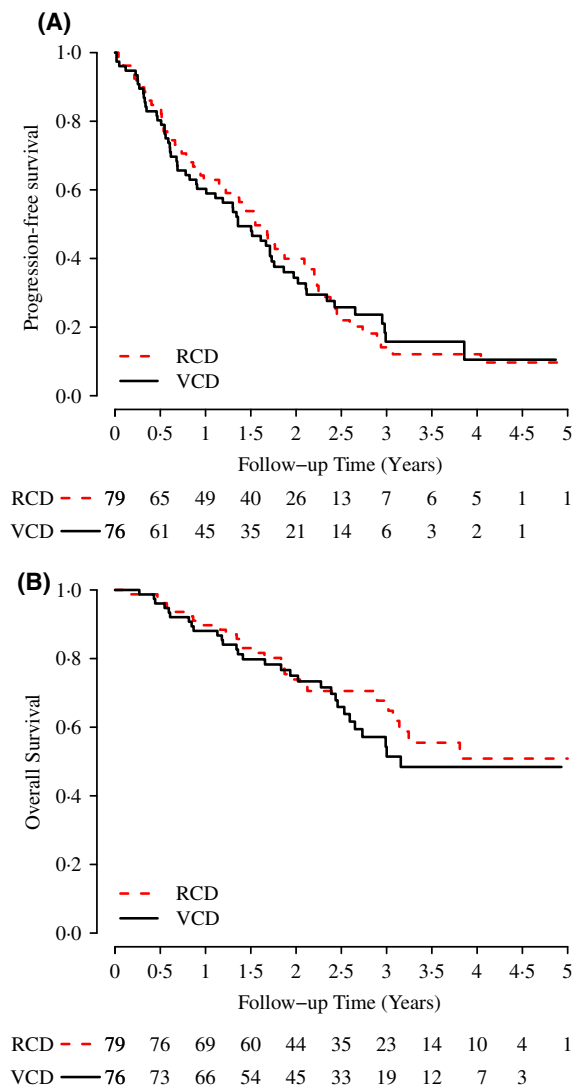 (A)
1·0
0·8
0·6
0·4
0·2
0·0
Progression−free survival
RCD
VCD
0 0·5 1 1·5 2 2·5 3 3·5 4 4·5 5
Follow−up Time (Years)
RCD 79 65 49 40 26 13 7 6 5 1 1
VCD 76 61 45 35 21 14 6 3 2 1
(B)
1·0
0·8
0·6
0·4
0·2
0·0
Overall Survival
RCD
VCD
0 0·5 1 1·5 2 2·5 3 3·5 4 4·5 5
Follow−up Time (Years)
RCD 79 76 69 60 44 35 23 14 10 4 1
VCD 76 73 66 54 45 33 19 12 7 3